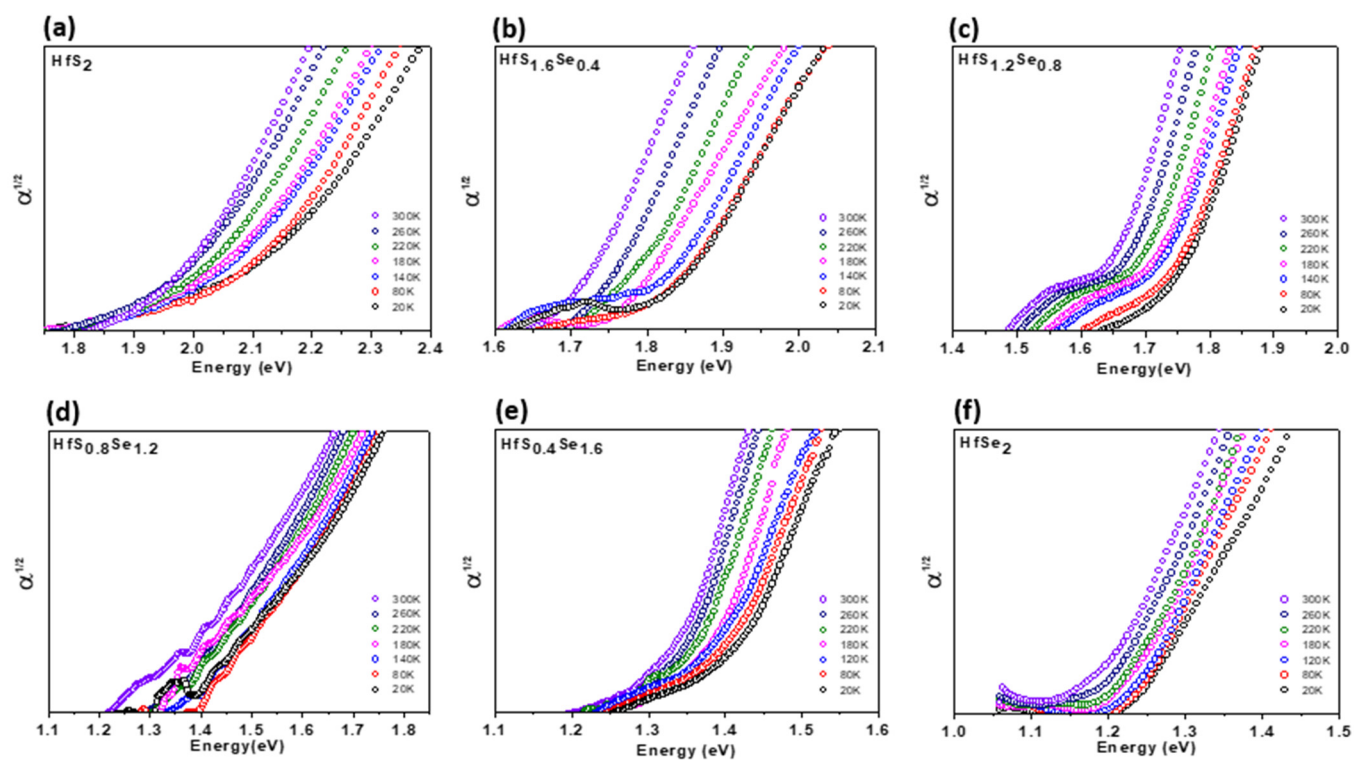 (a)
HfS2
α1/2
300K
260K
220K
180K
140K
80K
20K
1.8 1.9 2.0 2.1 2.2 2.3 2.4
Energy (eV)
(b)
HfS1.6Se0.4
α1/2
300K
260K
220K
180K
140K
80K
20K
1.6 1.7 1.8 1.9 2.0 2.1
Energy (eV)
(c)
HfS1.2Se0.8
α1/2
300K
260K
220K
180K
140K
80K
20K
1.4 1.5 1.6 1.7 1.8 1.9 2.0
Energy(eV)
(d)
HfS0.8Se1.2
α1/2
300K
260K
220K
180K
140K
80K
20K
1.1 1.2 1.3 1.4 1.5 1.6 1.7 1.8
Energy(eV)
(e)
HfS0.4Se1.6
α1/2
300K
260K
220K
180K
120K
80K
20K
1.1 1.2 1.3 1.4 1.5 1.6
Energy(eV)
(f)
HfSe2
α1/2
300K
260K
220K
180K
120K
80K
20K
1.0 1.1 1.2 1.3 1.4 1.5
Energy (eV)